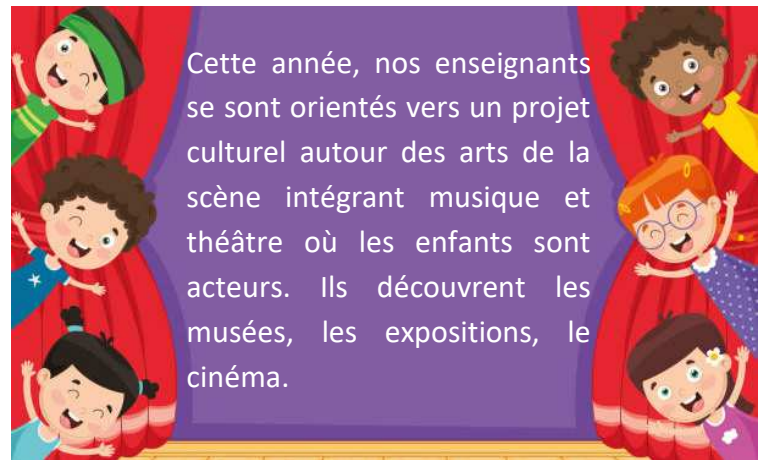 Cette année, nos enseignants
se sont orientés vers un projet
culturel autour des arts de la
scène intégrant musique et
théâtre où les enfants sont
acteurs. Ils découvrent les
musées, les expositions, le
cinéma.